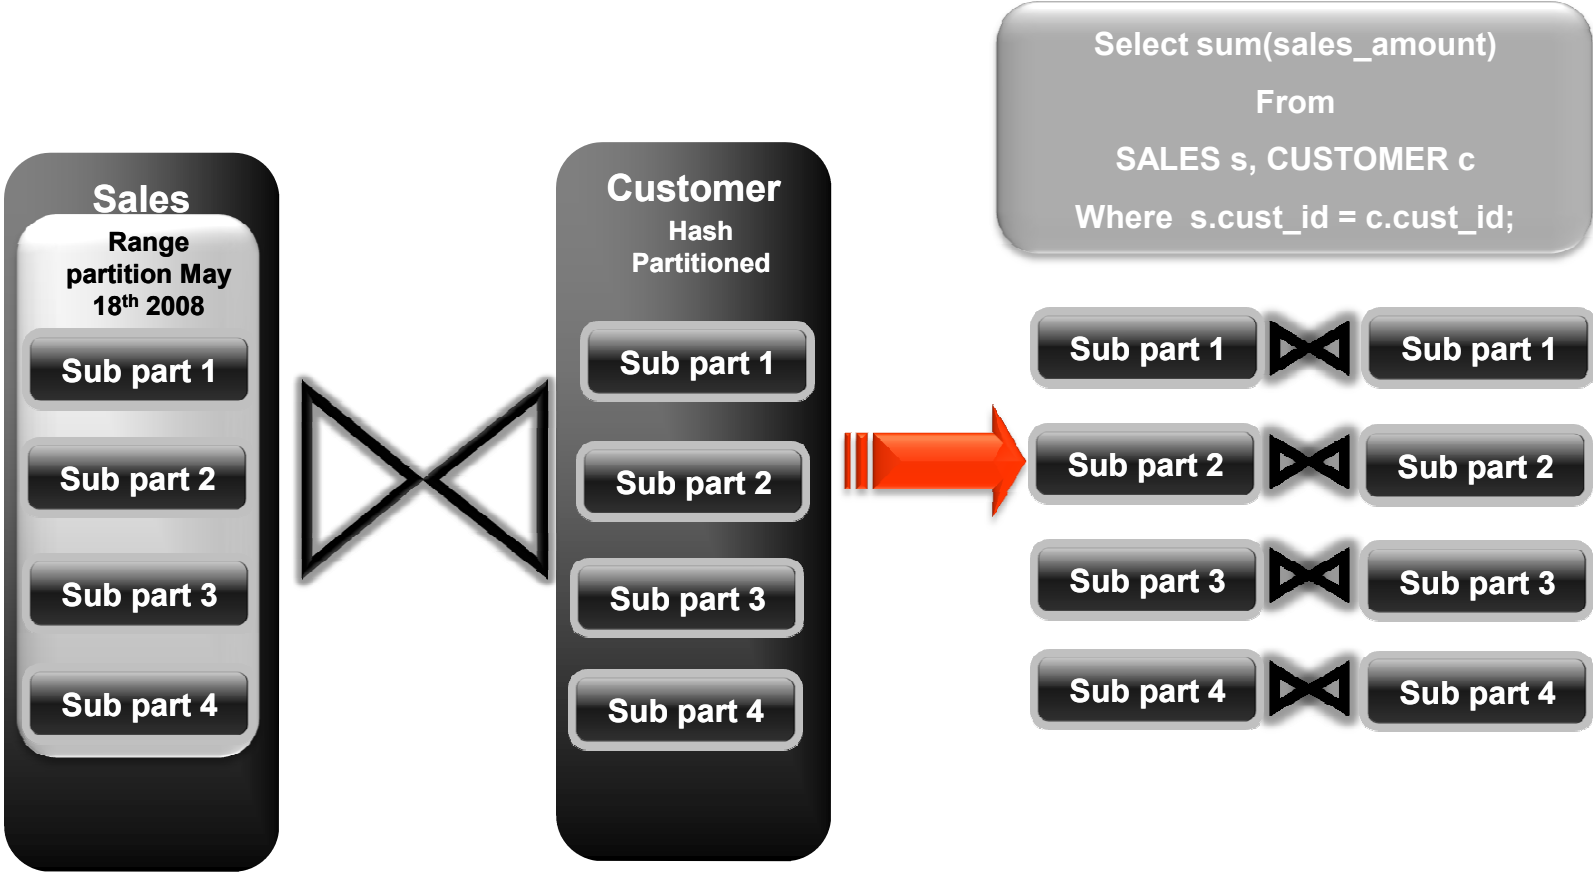 Select sum(sales_amount)
From
SALES s, CUSTOMER c
Where s.cust_id = c.cust_id;
Sales
Range
partition May
18th 2008
Sub part 1
Sub part 2
Sub part 3
Sub part 4
Customer
Hash
Partitioned
Sub part 1
Sub part 2
Sub part 3
Sub part 4
Sub part 1
Sub part 1
Sub part 2
Sub part 2
Sub part 3
Sub part 3
Sub part 4
Sub part 4